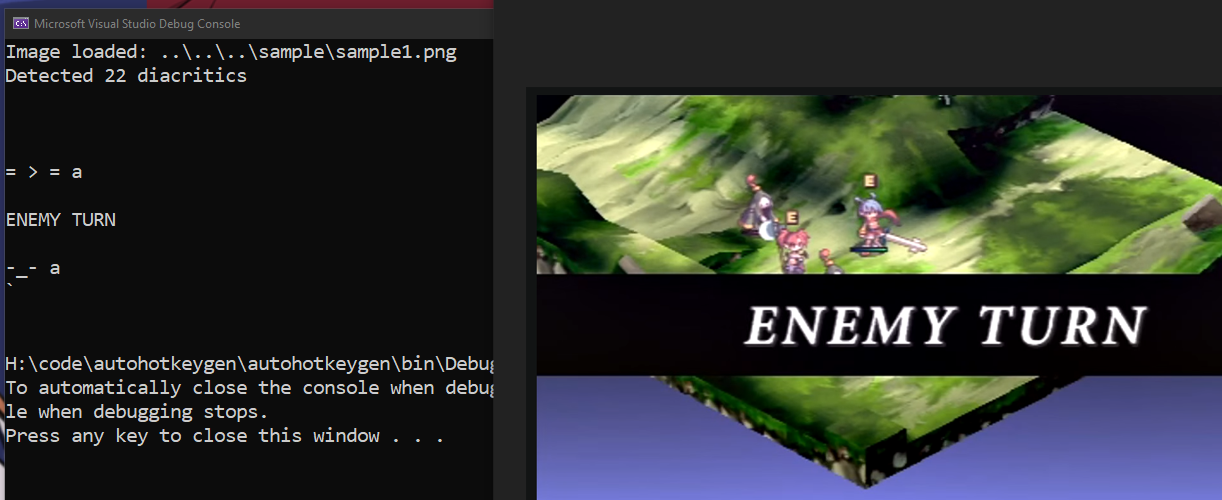 Microsoft Visual Studio Debug Console
Image loaded: ..\..\..\sample\sample1.png
Detected 22 diacritics
= > = a
ENEMY TURN
-_- a
`
H:\code\autohotkeygen\autohotkeygen\bin\Debug
To automatically close the console when debug
le when debugging stops.
Press any key to close this window . . .
E
E
ENEMY TURN